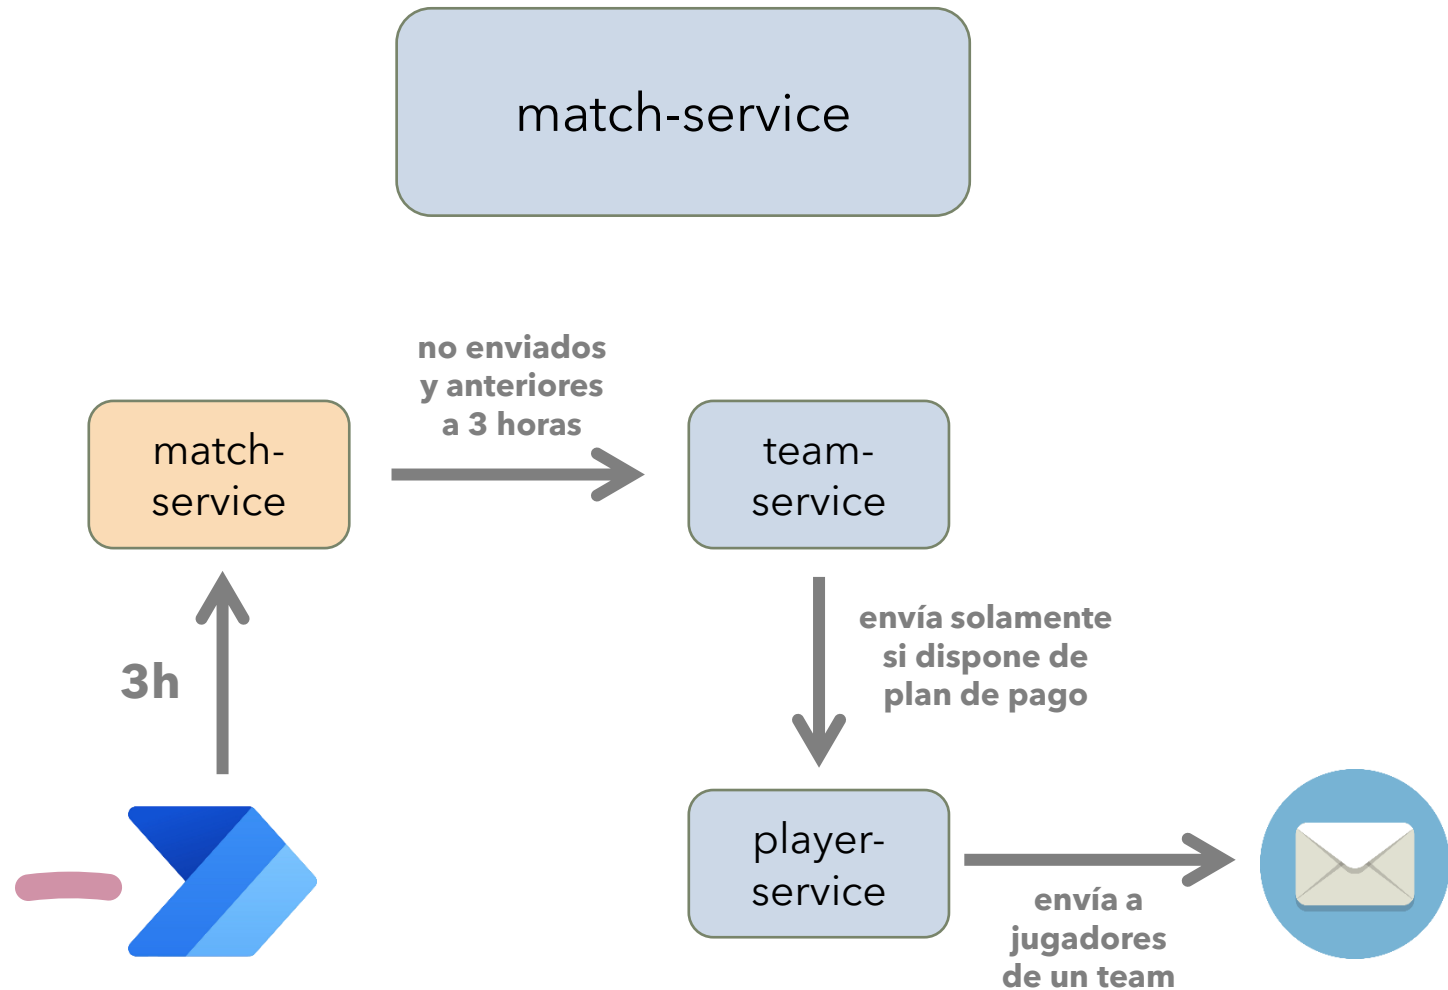 match-service
no enviados
y anteriores
a 3 horas
match-
service
team-
service
envía solamente
si dispone de
plan de pago
3h
player-
service
envía a
jugadores
de un team